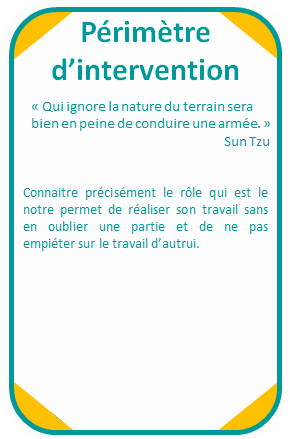 Périmètre
d’intervention
« Qui ignore la nature du terrain sera
bien en peine de conduire une armée. »
Sun Tzu
Connaitre précisément le rôle qui est le
notre permet de réaliser son travail sans
en oublier une partie et de ne pas
empiéter sur le travail d’autrui.